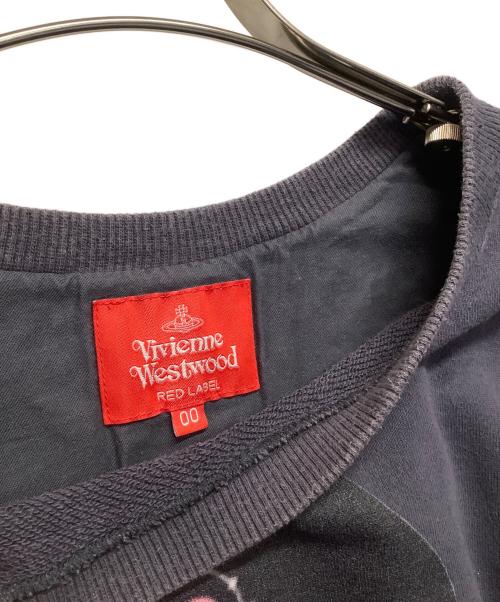 Vivienne
Westwood
RED LABEL
00